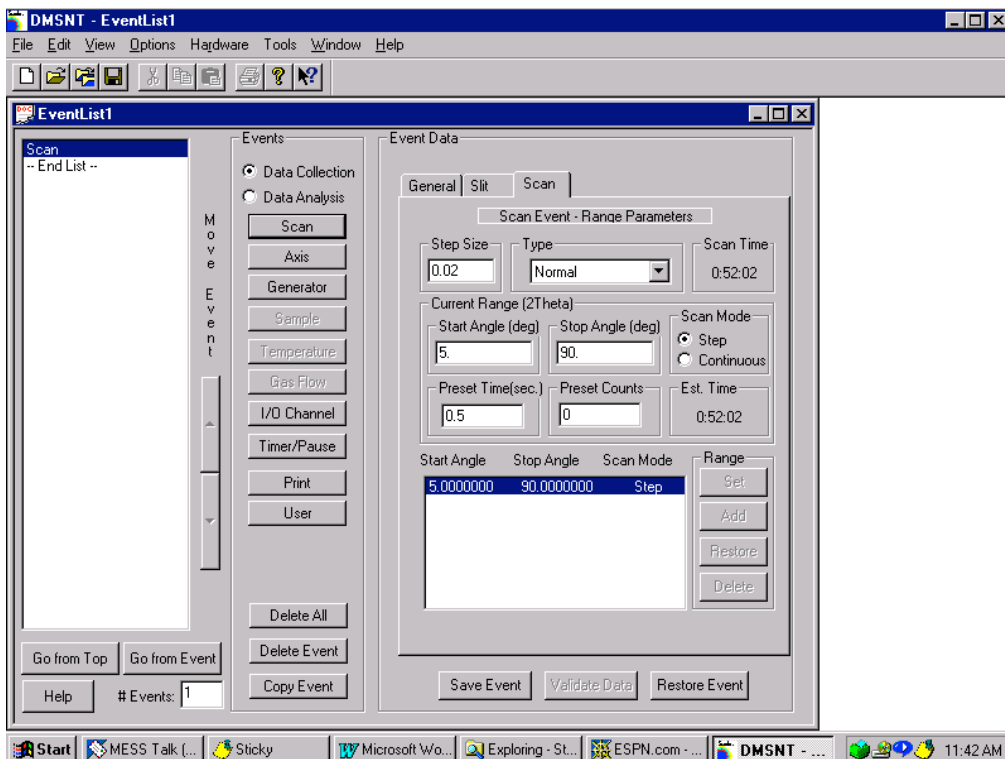 DMSNT - EventList1
File Edit View Options Hardware Tools Window Help
EventList1
Scan
-- End List --
Move Event
Go from Top
Go from Event
Help
# Events: 1
Events
Data Collection
Data Analysis
Scan
Axis
Generator
Sample
Temperature
Gas Flow
I/O Channel
Timer/Pause
Print
User
Delete All
Delete Event
Copy Event
Event Data
General Slit Scan
Scan Event - Range Parameters
Step Size
0.02
Type
Normal
Scan Time
0:52:02
Current Range (2Theta)
Start Angle (deg)
5.
Stop Angle (deg)
90.
Scan Mode
Step
Continuous
Preset Time(sec.)
0.5
Preset Counts
0
Est. Time
0:52:02
Start Angle Stop Angle Scan Mode
5.0000000 90.0000000 Step
Range
Set
Add
Restore
Delete
Save Event
Validate Data
Restore Event
Start MESS Talk (... Sticky Microsoft Wo... Exploring - St... ESPN.com - ... DMSNT - ... 11:42 AM